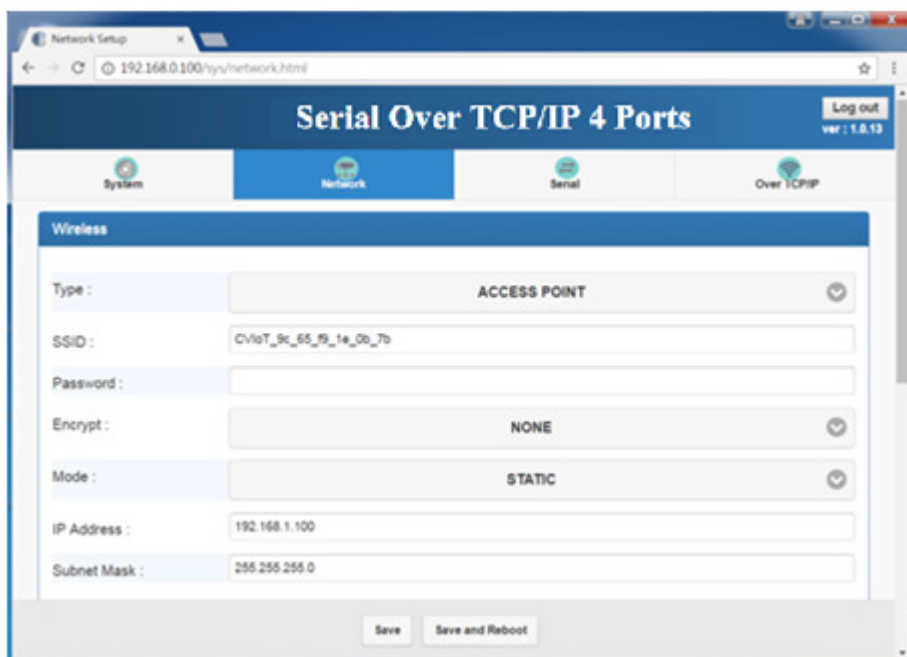 Network Setup
192.168.0.100/sys/network.html
Serial Over TCP/IP 4 Ports
Log out
ver : 1.0.13
System
Network
Serial
Over TCP/IP
Wireless
Type :
ACCESS POINT
SSID :
CVIoT_9c_65_f9_1e_0b_7b
Password :
Encrypt :
NONE
Mode :
STATIC
IP Address :
192.168.1.100
Subnet Mask :
255.255.255.0
Save
Save and Reboot